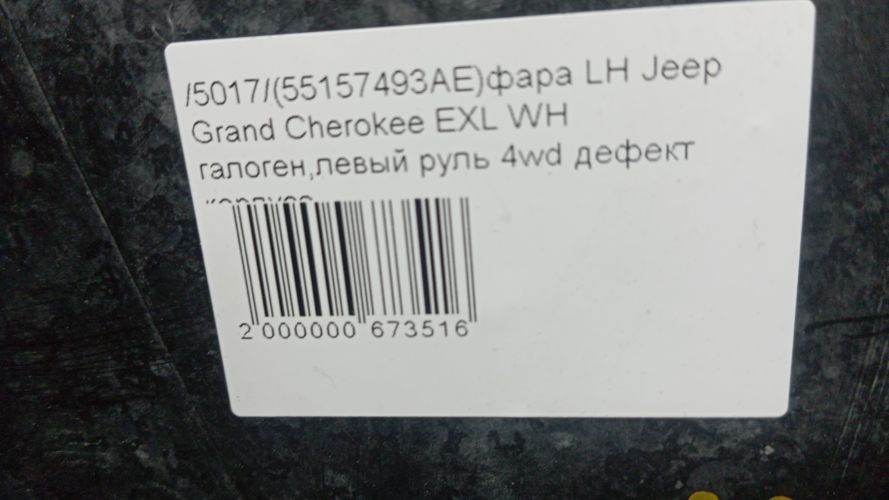 /5017/(55157493AE)фара LH Jeep
Grand Cherokee EXL WH
галоген,левый руль 4wd дефект
2 000000 673516